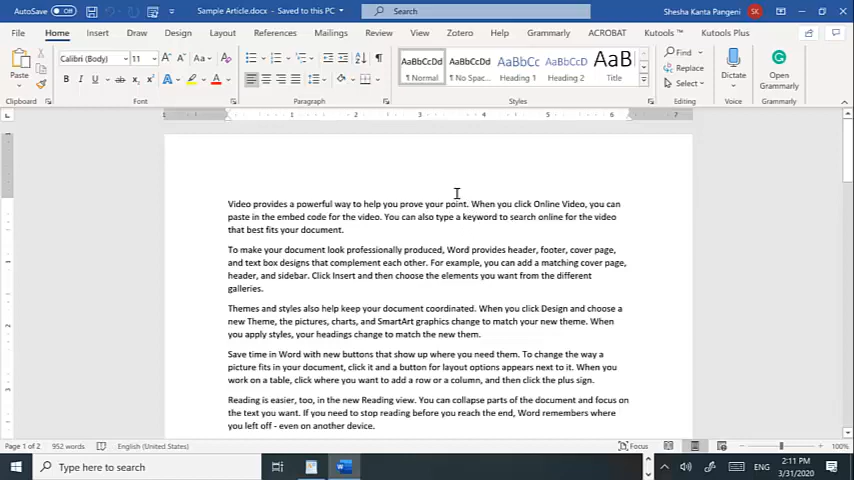 AutoSave Off Sample Article.docx - Saved to this PC Search Shesha Kanta Pangeni SK
File Home Insert Draw Design Layout References Mailings Review View Zotero Help Grammarly ACROBAT Kutools ™ Kutools Plus
Calibri (Body) 11 A A Aa
Paste
B I U ab x₂ x² A A
AaBbCcDd AaBbCcDd AaBbCc AaBbCcD AaB
¶ Normal ¶ No Spac... Heading 1 Heading 2 Title
Find
Replace
Select
Dictate
Open Grammarly
Clipboard Font Paragraph Styles Editing Voice Grammarly
1 1 2 3 4 5 6 7
Video provides a powerful way to help you prove your point. When you click Online Video, you can
paste in the embed code for the video. You can also type a keyword to search online for the video
that best fits your document.
To make your document look professionally produced, Word provides header, footer, cover page,
and text box designs that complement each other. For example, you can add a matching cover page,
header, and sidebar. Click Insert and then choose the elements you want from the different
galleries.
Themes and styles also help keep your document coordinated. When you click Design and choose a
new Theme, the pictures, charts, and SmartArt graphics change to match your new theme. When
you apply styles, your headings change to match the new them.
Save time in Word with new buttons that show up where you need them. To change the way a
picture fits in your document, click it and a button for layout options appears next to it. When you
work on a table, click where you want to add a row or a column, and then click the plus sign.
Reading is easier, too, in the new Reading view. You can collapse parts of the document and focus on
the text you want. If you need to stop reading before you reach the end, Word remembers where
you left off - even on another device.
Page 1 of 2 952 words English (United States) Focus 100%
Type here to search ENG 2:11 PM
3/31/2020